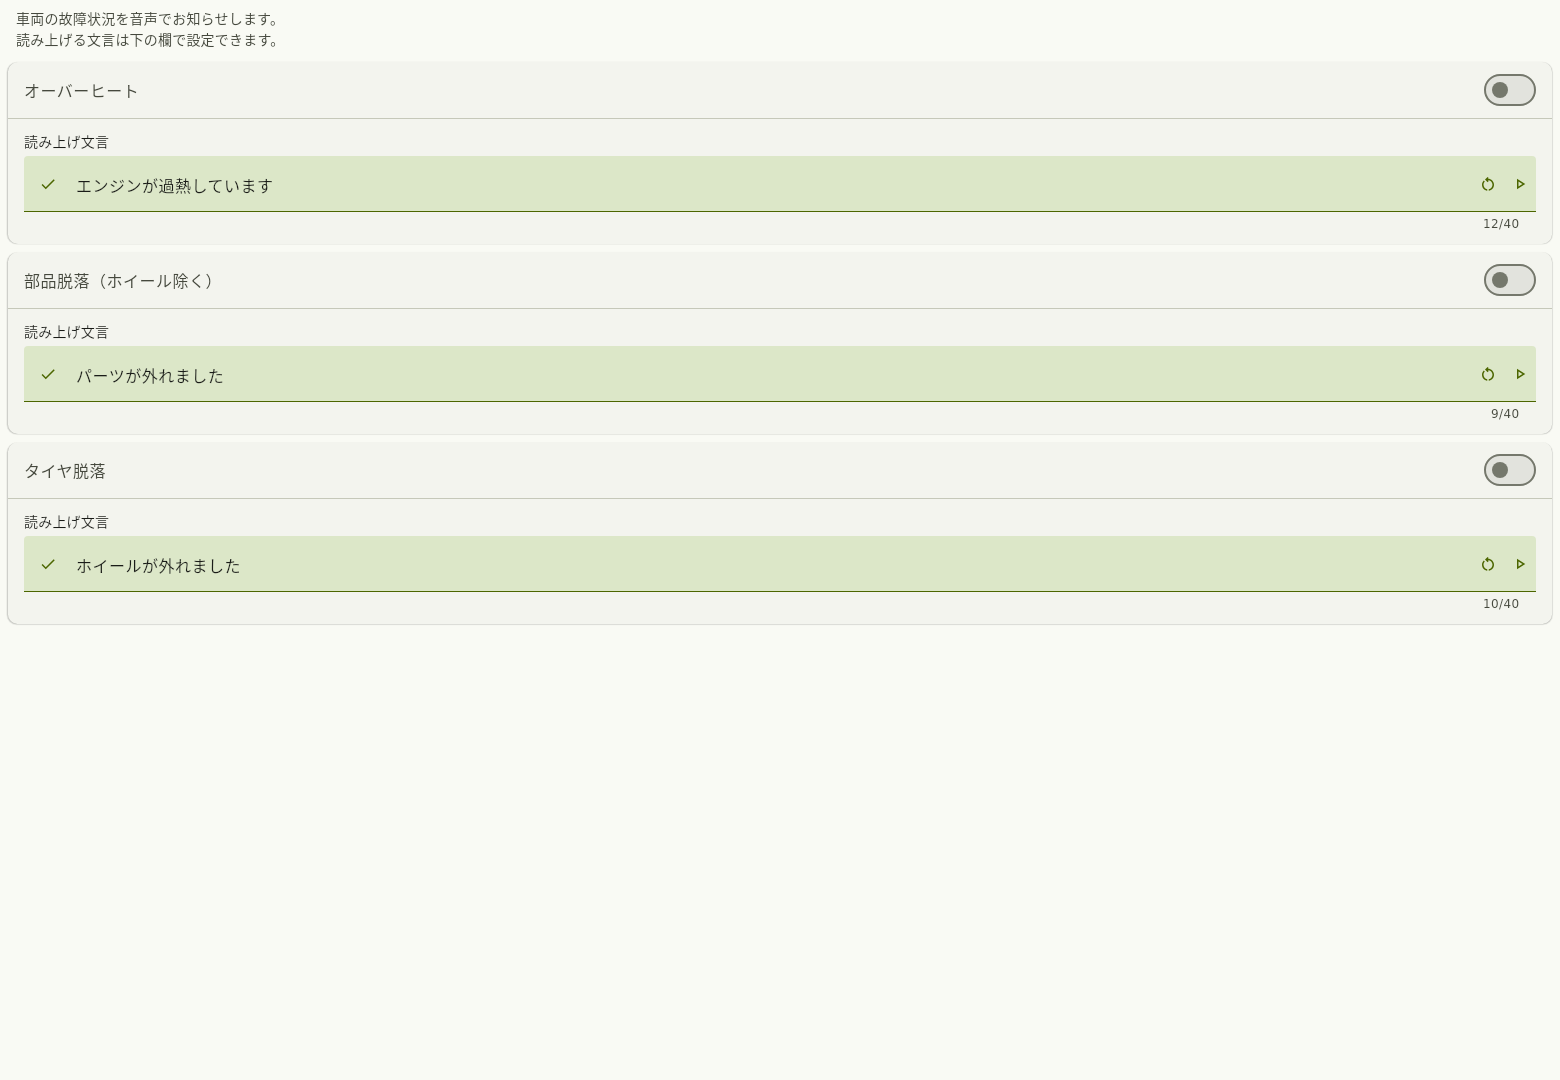 車両の故障状況を音声でお知らせします。
読み上げる文言は下の欄で設定できます。
オーバーヒート
読み上げ文言
エンジンが過熱しています
12/40
部品脱落（ホイール除く）
読み上げ文言
パーツが外れました
9/40
タイヤ脱落
読み上げ文言
ホイールが外れました
10/40